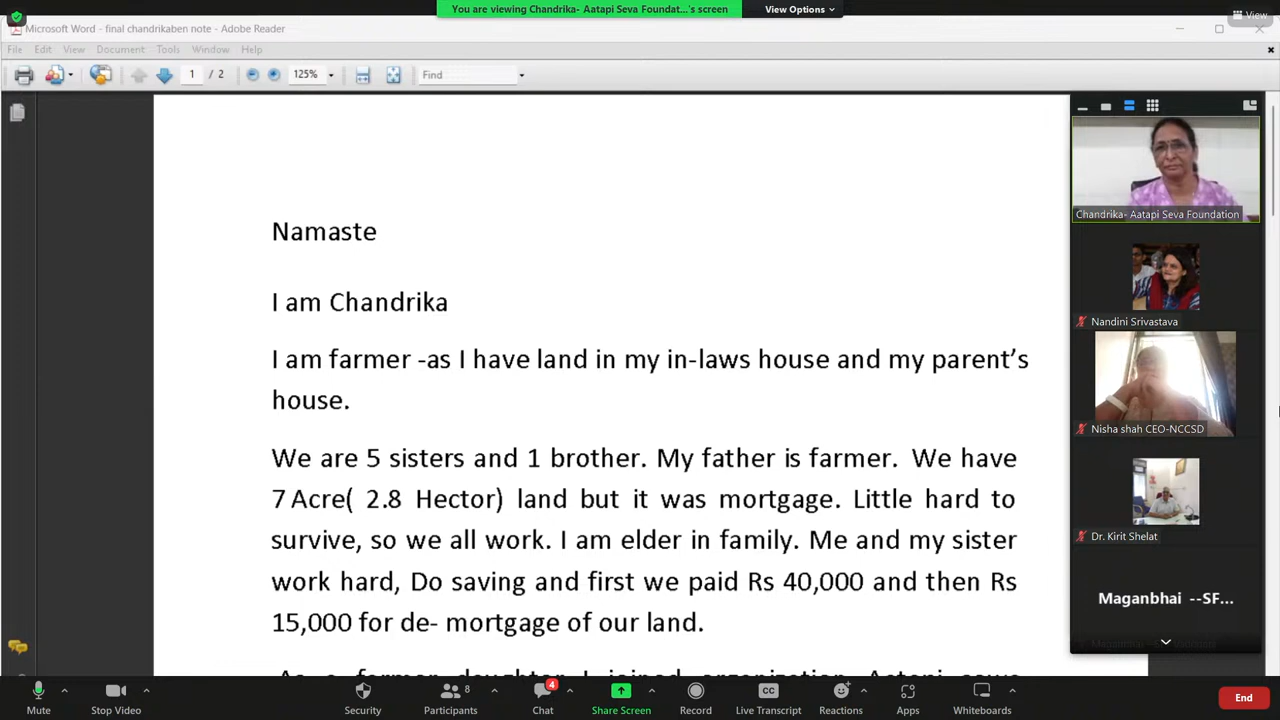 You are viewing Chandrika- Aatapi Seva Foundat...'s screen
View Options
View
Microsoft Word - final chandrikaben note - Adobe Reader
File Edit View Document Tools Window Help
1 / 2 125% Find
Namaste
I am Chandrika
I am farmer -as I have land in my in-laws house and my parent’s
house.
We are 5 sisters and 1 brother. My father is farmer. We have
7 Acre( 2.8 Hector) land but it was mortgage. Little hard to
survive, so we all work. I am elder in family. Me and my sister
work hard, Do saving and first we paid Rs 40,000 and then Rs
15,000 for de- mortgage of our land.
As a farmer daughter I joined organization Aatapi
Chandrika- Aatapi Seva Foundation
Nandini Srivastava
Nisha shah CEO-NCCSD
Dr. Kirit Shelat
Maganbhai --SF...
Mute
Stop Video
Security
Participants 8
Chat 4
Share Screen
Record
Live Transcript
Reactions
Apps
Whiteboards
End